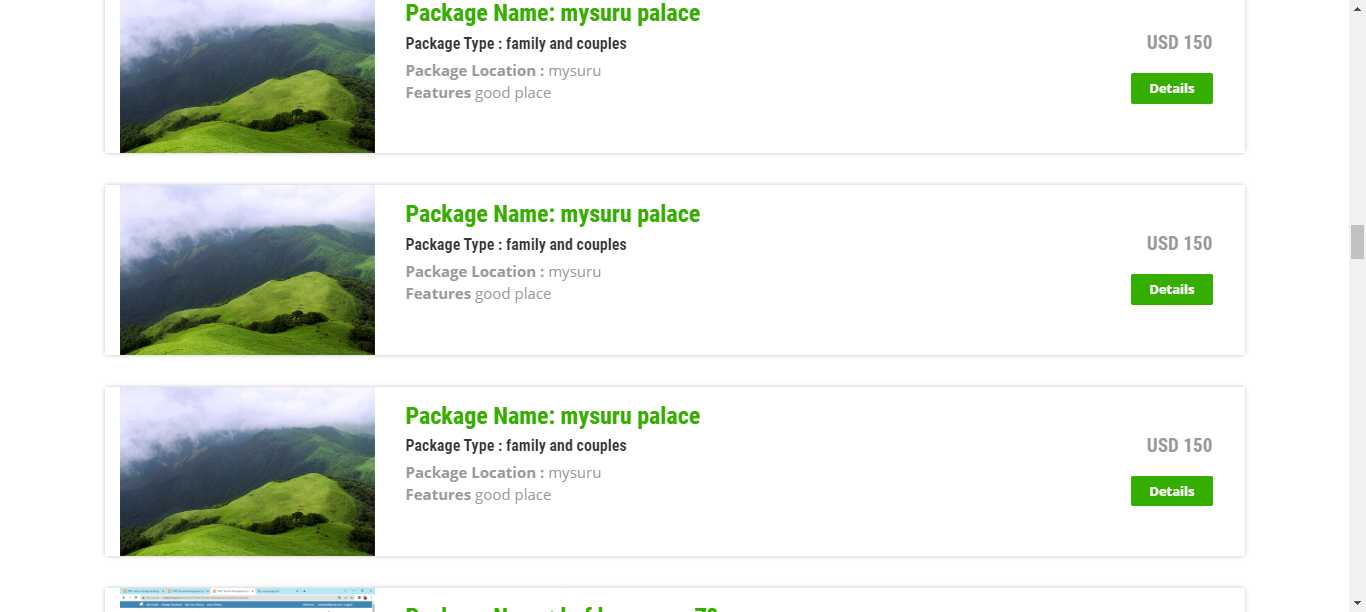 Package Name: mysuru palace
Package Type : family and couples
USD 150
Package Location : mysuru
Details
Features good place
Package Name: mysuru palace
Package Type : family and couples
USD 150
Package Location : mysuru
Details
Features good place
Package Name: mysuru palace
Package Type : family and couples
USD 150
Package Location : mysuru
Details
Features good place
Package Name: